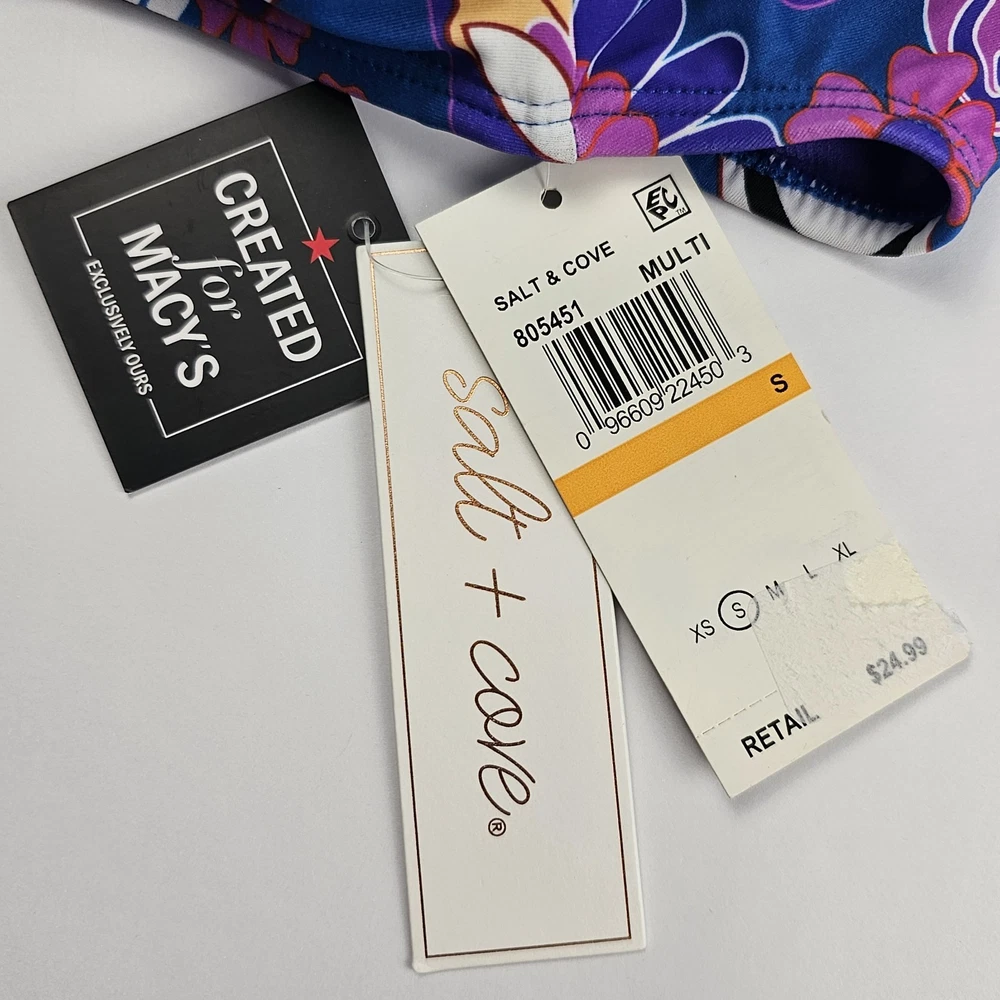 CREATED
for
MACY'S
EXCLUSIVELY OURS
salt + cove®
EPC™
SALT & COVE
MULTI
805451
0 96609 22450 3
S
XS S M L XL
$24.99
RETAIL